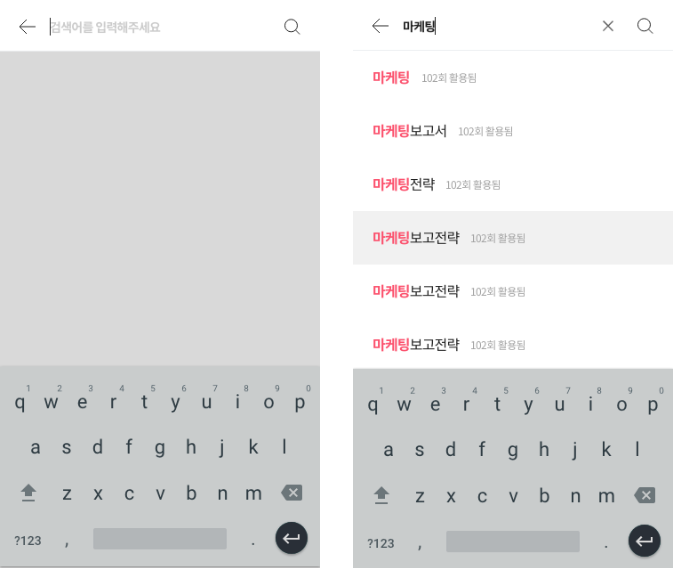 검색어를 입력해주세요
1 2 3 4 5 6 7 8 9 0
q w e r t y u i o p
a s d f g h j k l
z x c v b n m
?123 , .
마케팅
마케팅 102회 활용됨
마케팅보고서 102회 활용됨
마케팅전략 102회 활용됨
마케팅보고전략 102회 활용됨
마케팅보고전략 102회 활용됨
마케팅보고전략 102회 활용됨
1 2 3 4 5 6 7 8 9 0
q w e r t y u i o p
a s d f g h j k l
z x c v b n m
?123 , .